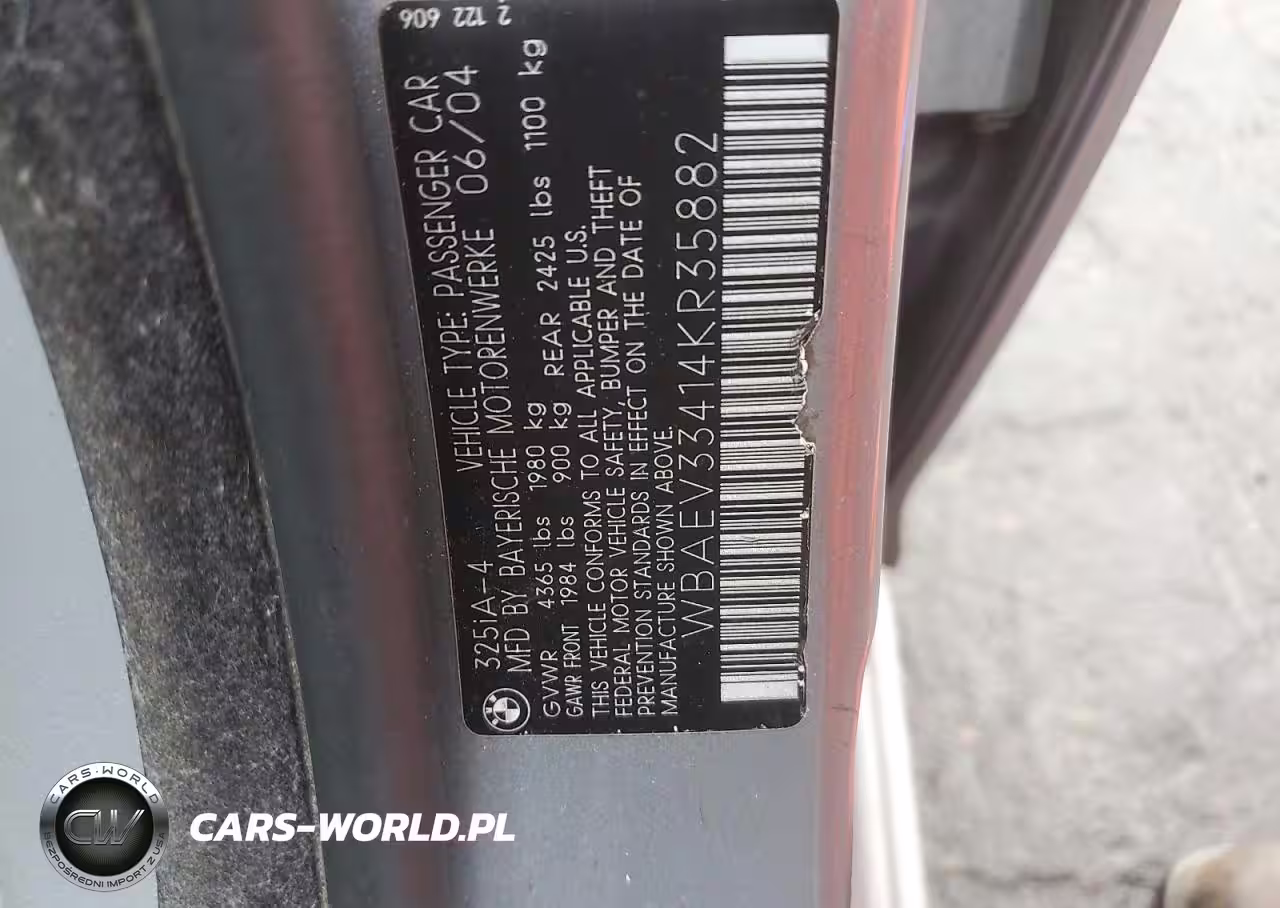 2 122 606
325iA-4 VEHICLE TYPE: PASSENGER CAR
MFD BY BAYERISCHE MOTORENWERKE 06/04
GVWR 4365 lbs 1980 kg REAR 2425 lbs 1100 kg
GAWR FRONT 1984 lbs 900 kg
THIS VEHICLE CONFORMS TO ALL APPLICABLE U.S.
FEDERAL MOTOR VEHICLE SAFETY, BUMPER AND THEFT
PREVENTION STANDARDS IN EFFECT ON THE DATE OF
MANUFACTURE SHOWN ABOVE.
WBAEV33414KR35882
CARS-WORLD
CW
BEZPOŚREDNI IMPORT Z USA
CARS-WORLD.PL